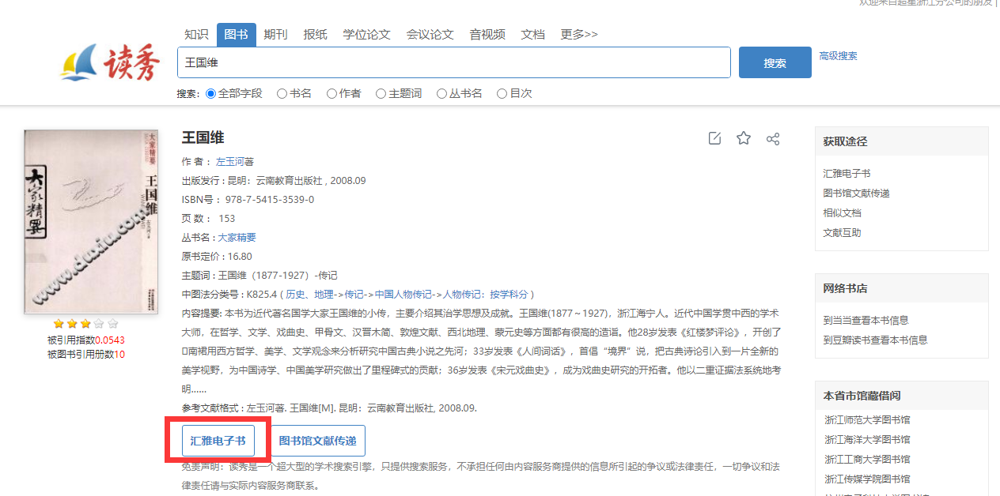 欢迎来自超星浙江分公司的朋友 |
知识 图书 期刊 报纸 学位论文 会议论文 音视频 文档 更多>>
读秀
王国维
搜索
高级搜索
搜索: 全部字段 书名 作者 主题词 丛书名 目次
大家精要
王国维
大家精要
www.duxiu.com
被引用指数0.0543
被图书引用册数10
王国维
作 者 : 左玉河著
出版发行 : 昆明：云南教育出版社 , 2008.09
ISBN号 : 978-7-5415-3539-0
页 数 : 153
丛书名 : 大家精要
原书定价 : 16.80
主题词 : 王国维（1877-1927）-传记
中图法分类号 : K825.4 ( 历史、地理->传记->中国人物传记->人物传记：按学科分 )
内容提要: 本书为近代著名国学大家王国维的小传，主要介绍其治学思想及成就。王国维(1877～1927)，浙江海宁人。近代中国学贯中西的学术
大师，在哲学、文学、戏曲史、甲骨文、汉晋木简、敦煌文献、西北地理、蒙元史等方面都有很高的造诣。他28岁发表《红楼梦评论》，开创了
南裙用西方哲学、美学、文学观念来分析研究中国古典小说之先河；33岁发表《人间词话》，首倡“境界”说，把古典诗论引入到一片全新的
美学视野，为中国诗学、中国美学研究做出了里程碑式的贡献；36岁发表《宋元戏曲史》，成为戏曲史研究的开拓者。他以二重证据法系统地考
明......
参考文献格式 : 左玉河著. 王国维[M]. 昆明：云南教育出版社, 2008.09.
汇雅电子书 图书馆文献传递
免责声明：读秀是一个超大型的学术搜索引擎，只提供搜索服务，不承担任何由内容服务商提供的信息所引起的争议或法律责任，一切争议和法
律责任请与实际内容服务商联系。
获取途径
汇雅电子书
图书馆文献传递
相似文档
文献互助
网络书店
到当当查看本书信息
到豆瓣读书查看本书信息
本省市馆藏借阅
浙江师范大学图书馆
浙江海洋大学图书馆
浙江工商大学图书馆
浙江传媒学院图书馆